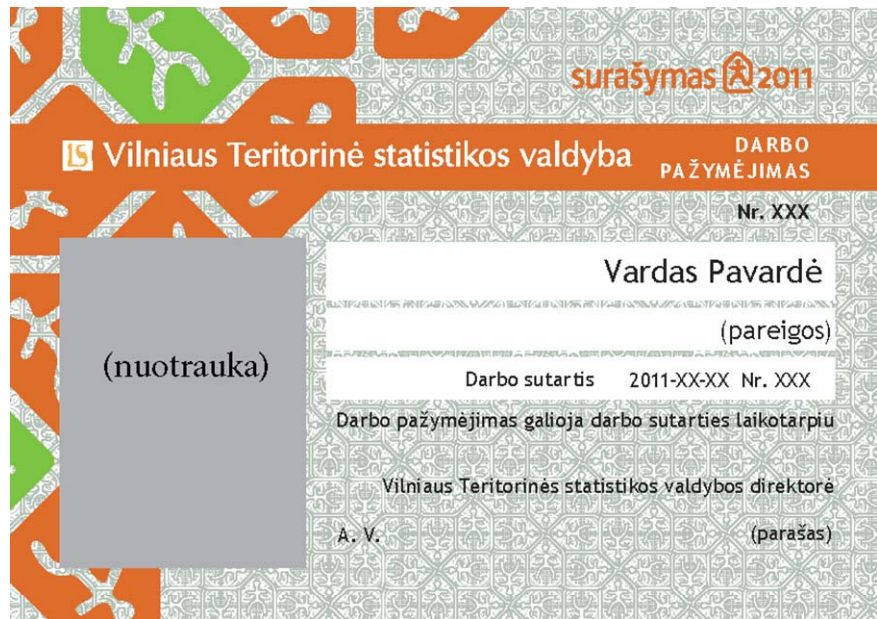 surašymas 2011
LS Vilniaus Teritorinė statistikos valdyba
DARBO
PAŽYMĖJIMAS
Nr. XXX
Vardas Pavardė
(pareigos)
(nuotrauka)
Darbo sutartis 2011-XX-XX Nr. XXX
Darbo pažymėjimas galioja darbo sutarties laikotarpiu
Vilniaus Teritorinės statistikos valdybos direktorė
A. V. (parašas)